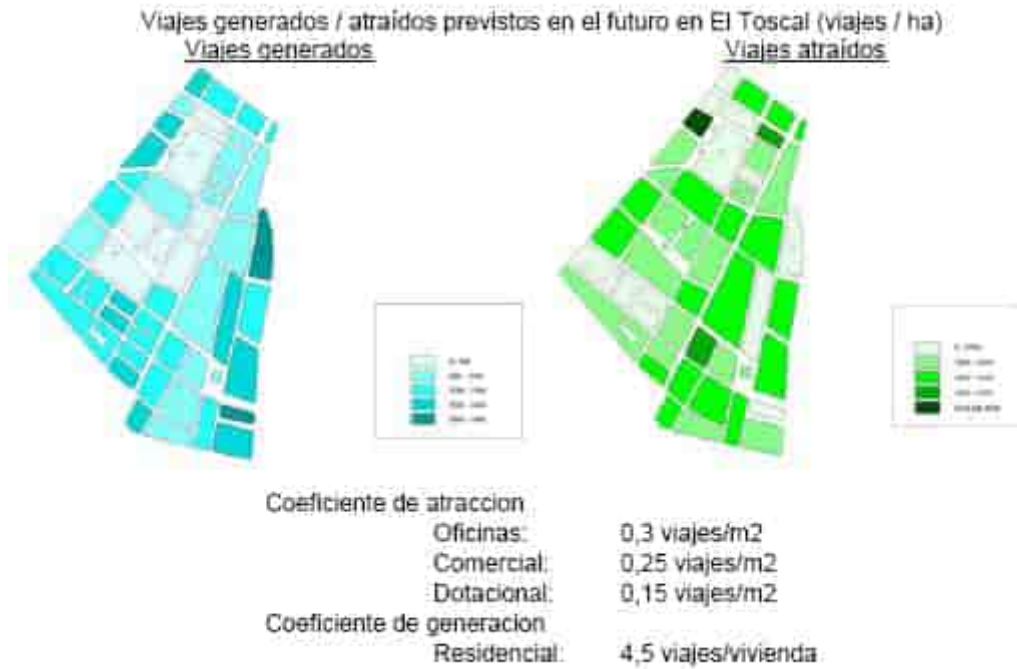 Viajes generados / atraídos previstos en el futuro en El Toscal (viajes / ha)
Viajes generados
Viajes atraídos
Coeficiente de atraccion
Oficinas: 0,3 viajes/m2
Comercial: 0,25 viajes/m2
Dotacional: 0,15 viajes/m2
Coeficiente de generacion
Residencial: 4,5 viajes/vivienda